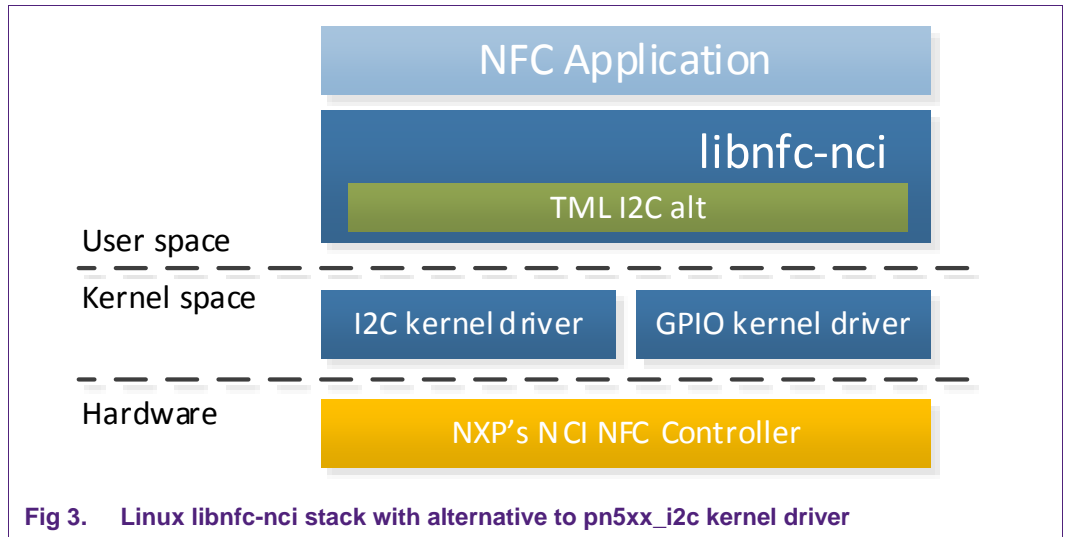 NFC Application
libnfc-nci
TML I2C alt
User space
Kernel space
I2C kernel driver
GPIO kernel driver
Hardware
NXP's NCI NFC Controller
Fig 3. Linux libnfc-nci stack with alternative to pn5xx_i2c kernel driver